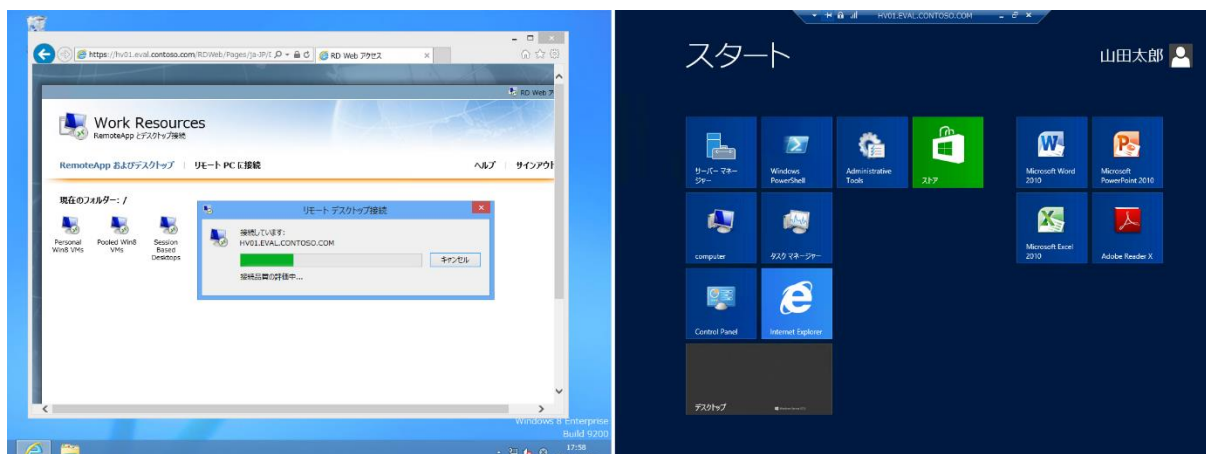 https://hv01.eval.contoso.com/RDWeb/Pages/ja-JP/
RD Web アクセス
RD Web ア
Work Resources
RemoteApp とデスクトップ接続
RemoteApp およびデスクトップ
リモート PC に接続
ヘルプ
サインアウト
現在のフォルダー: /
Personal
Win8 VMs
Pooled Win8
VMs
Session
Based
Desktops
リモート デスクトップ接続
接続しています:
HV01.EVAL.CONTOSO.COM
キャンセル
接続品質の評価中...
Windows 8 Enterprise
Build 9200
17:58
HV01.EVAL.CONTOSO.COM
スタート
山田太郎
サーバー マネー
ジャー
Windows
PowerShell
Administrative
Tools
ストア
Microsoft Word
2010
Microsoft
PowerPoint 2010
computer
タスク マネージャー
Microsoft Excel
2010
Adobe Reader X
Control Panel
Internet Explorer
デスクトップ